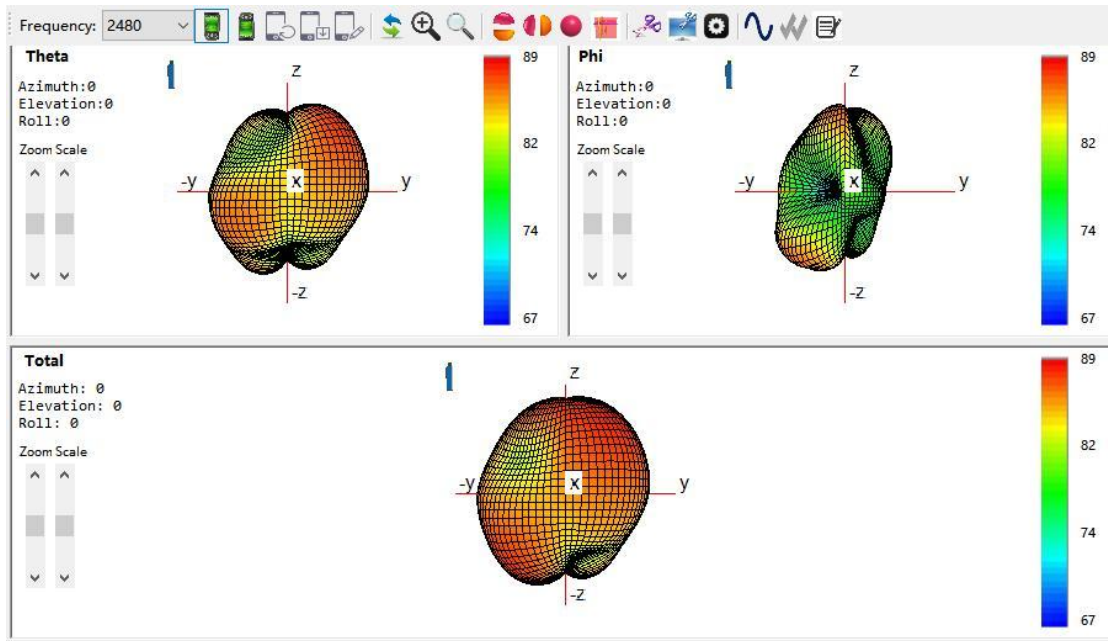 Frequency: 2480
Theta
Azimuth:0
Elevation:0
Roll:0
Zoom Scale
z
-y
x
y
-z
89
82
74
67
Phi
Azimuth:0
Elevation:0
Roll:0
Zoom Scale
z
-y
x
y
-z
89
82
74
67
Total
Azimuth: 0
Elevation: 0
Roll: 0
Zoom Scale
z
-y
x
y
-z
89
82
74
67